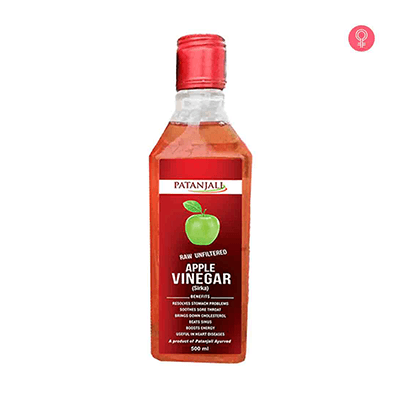 PATANJALI
RAW UNFILTERED
APPLE
VINEGAR
(Sirka)
BENEFITS
RESOLVES STOMACH PROBLEMS
SOOTHES SORE THROAT
BRINGS DOWN CHOLESTEROL
BEATS SINUS
BOOSTS ENERGY
USEFUL IN HEART DISEASES
A product of Patanjali Ayurved
500 ml